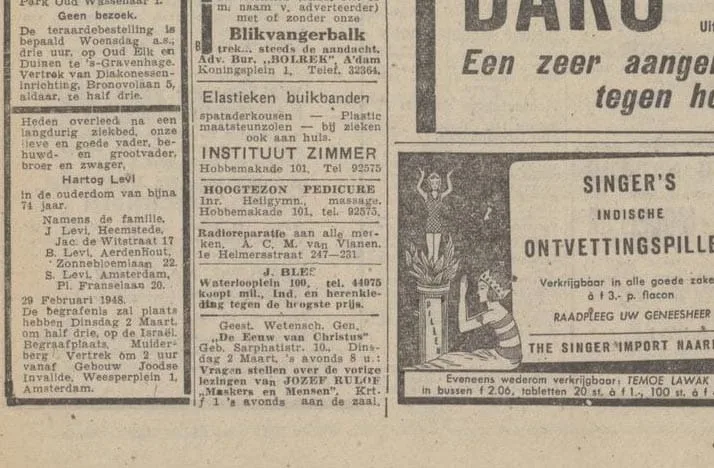 Park Oud Wassenaar 1.
Geen bezoek.
De teraardebestelling is
bepaald Woensdag a.s.,
drie uur, op Oud Eik en
Duinen te 's-Gravenhage.
Vertrek van Diakonessen-
inrichting, Bronovolaan 5,
aldaar, te half drie.
Heden overleed na een
langdurig ziekbed, onze
lieve en goede vader, be-
huwd- en grootvader,
broer en zwager,
Hartog Levi
in de ouderdom van bijna
74 jaar.
Namens de familie,
J Levi, Heemstede,
Jac. de Witstraat 17
B. Levi, Aerdenhout,
Zonnebloemlaan 22.
S. Levi, Amsterdam,
Pl. Franselaan 20.
29 Februari 1948.
De begrafenis zal plaats
hebben Dinsdag 2 Maart,
om half drie, op de Israël.
Begraafplaats, Muider-
berg. Vertrek om 2 uur
vanaf Gebouw Joodse
Invalide, Weesperplein 1,
Amsterdam.
m. naam v. adverteerder)
met of zonder onze
Blikvangerbalk
trek... steeds de aandacht.
Adv. Bur. „BOLREK", A'dam
Koningsplein 1, Telef. 32364.
Elastieken buikbanden
spataderkousen — Plastic
maatsteunzolen — bij zieken
ook aan huis.
INSTITUUT ZIMMER
Hobbemakade 101, Tel 92575
HOOGTEZON PEDICURE
Inr. Heilgymn., massage.
Hobbemakade 101, tel. 92575.
Radioreparatie aan alle mer-
ken. A. C. M. van Vianen,
1e Helmersstraat 247—231.
J. BLES
Waterlooplein 100, tel. 44075
koopt mil., Ind. en herenkle-
ding tegen de hoogste prijs.
Geest. Wetensch. Gen.
„De Eeuw van Christus"
Geb. Sarphatistr. 10, Dins-
dag 2 Maart, 's avonds 8 u.:
Vragen stellen over de vorige
lezingen van JOZEF RULOF
„Maskers en Mensen". Krt.
f 1 's avonds aan de zaal.
DARO
Uit
Een zeer aangen
tegen ho
SINGER'S
INDISCHE
ONTVETTINGSPILLE
Verkrijgbaar in alle goede zake
à f 3.- p. flacon
RAADPLEEG UW GENEESHEER
PILLEN
THE SINGER IMPORT NAARD
Eveneens wederom verkrijgbaar: TEMOE LAWAK
in bussen f 2.06, tabletten 20 st. à f 1.-, 100 st. à f